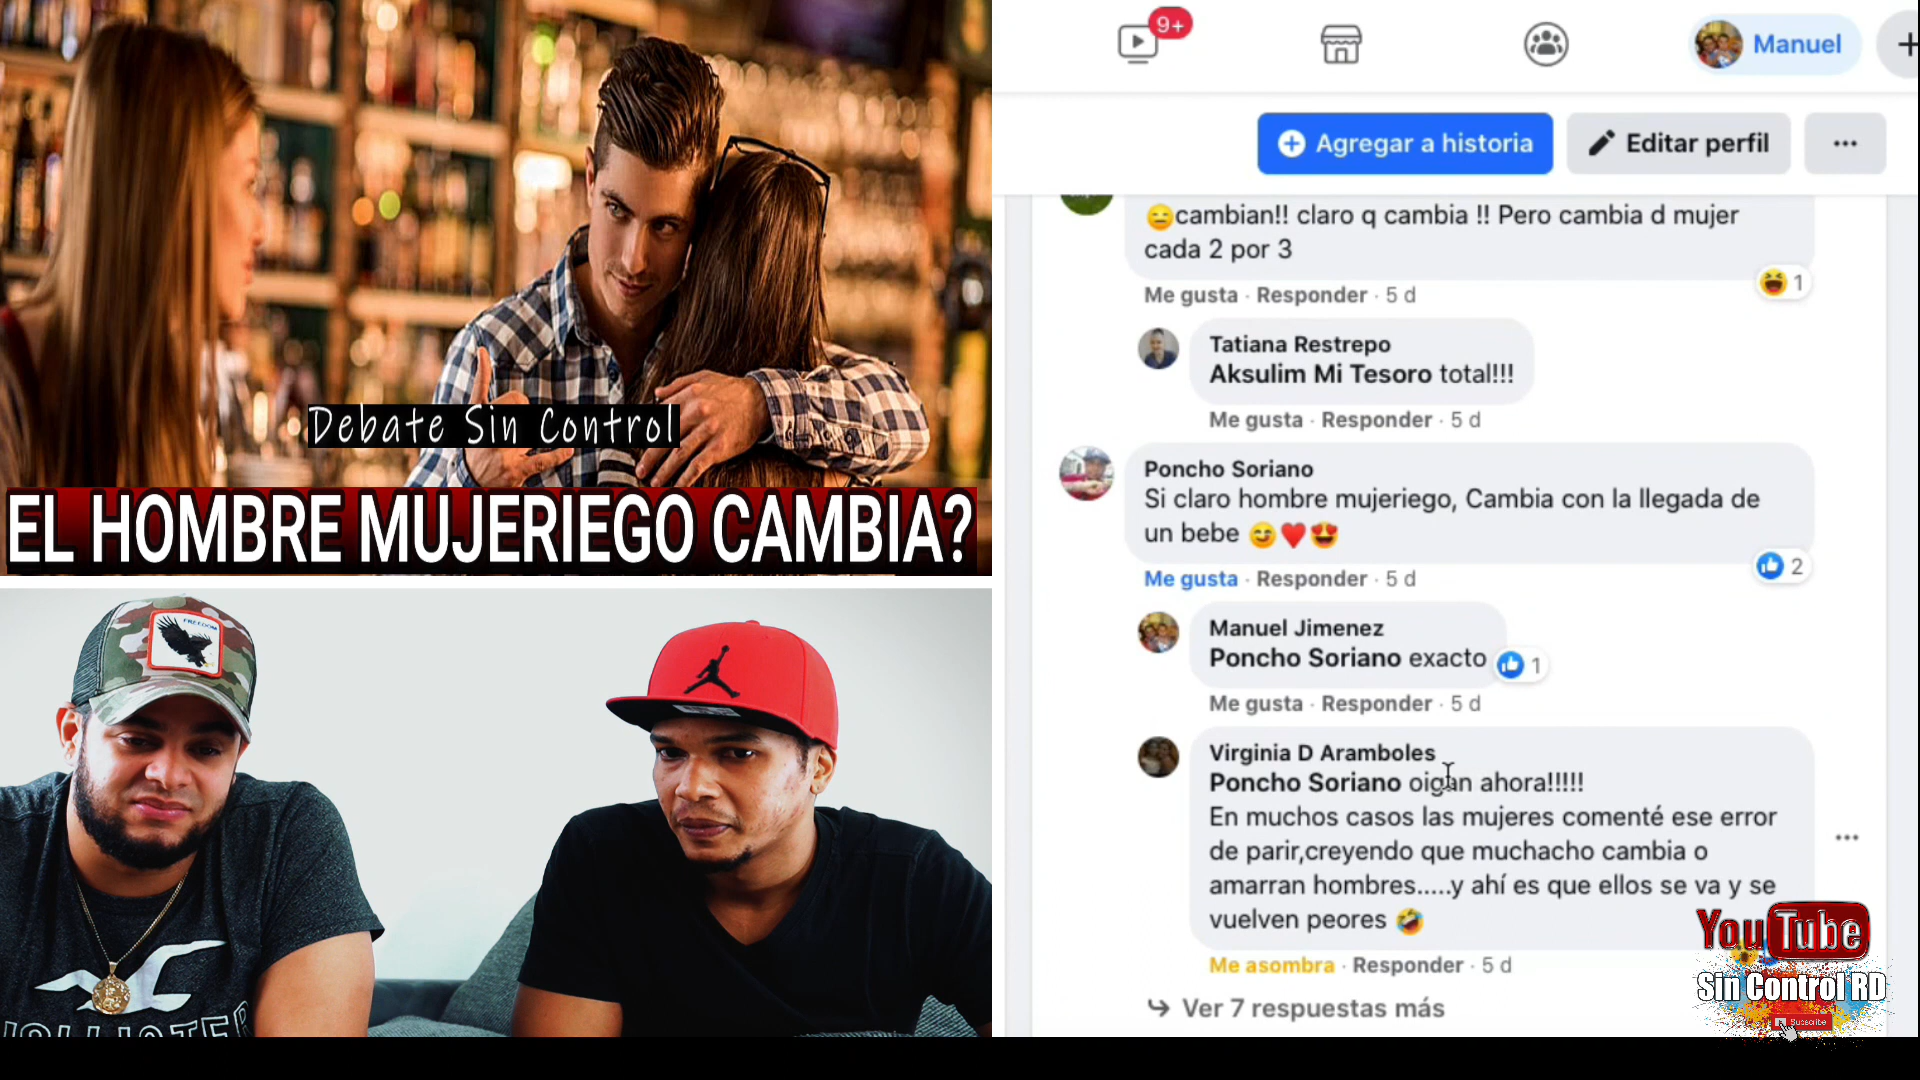 Debate Sin Control
EL HOMBRE MUJERIEGO CAMBIA?
FREEDOM
9+
Manuel
Agregar a historia
Editar perfil
cambian!! claro q cambia !! Pero cambia d mujer
cada 2 por 3
1
Me gusta · Responder · 5 d
Tatiana Restrepo
Aksulim Mi Tesoro total!!!
Me gusta · Responder · 5 d
Poncho Soriano
Si claro hombre mujeriego, Cambia con la llegada de
un bebe 😏❤️😍
2
Me gusta · Responder · 5 d
Manuel Jimenez
Poncho Soriano exacto
1
Me gusta · Responder · 5 d
Virginia D Aramboles
Poncho Soriano oigan ahora!!!!!
En muchos casos las mujeres comenté ese error
de parir,creyendo que muchacho cambia o
amarran hombres.....y ahí es que ellos se va y se
vuelven peores 🤣
Me asombra · Responder · 5 d
Ver 7 respuestas más
YouTube
Sin Control RD
Subscribe